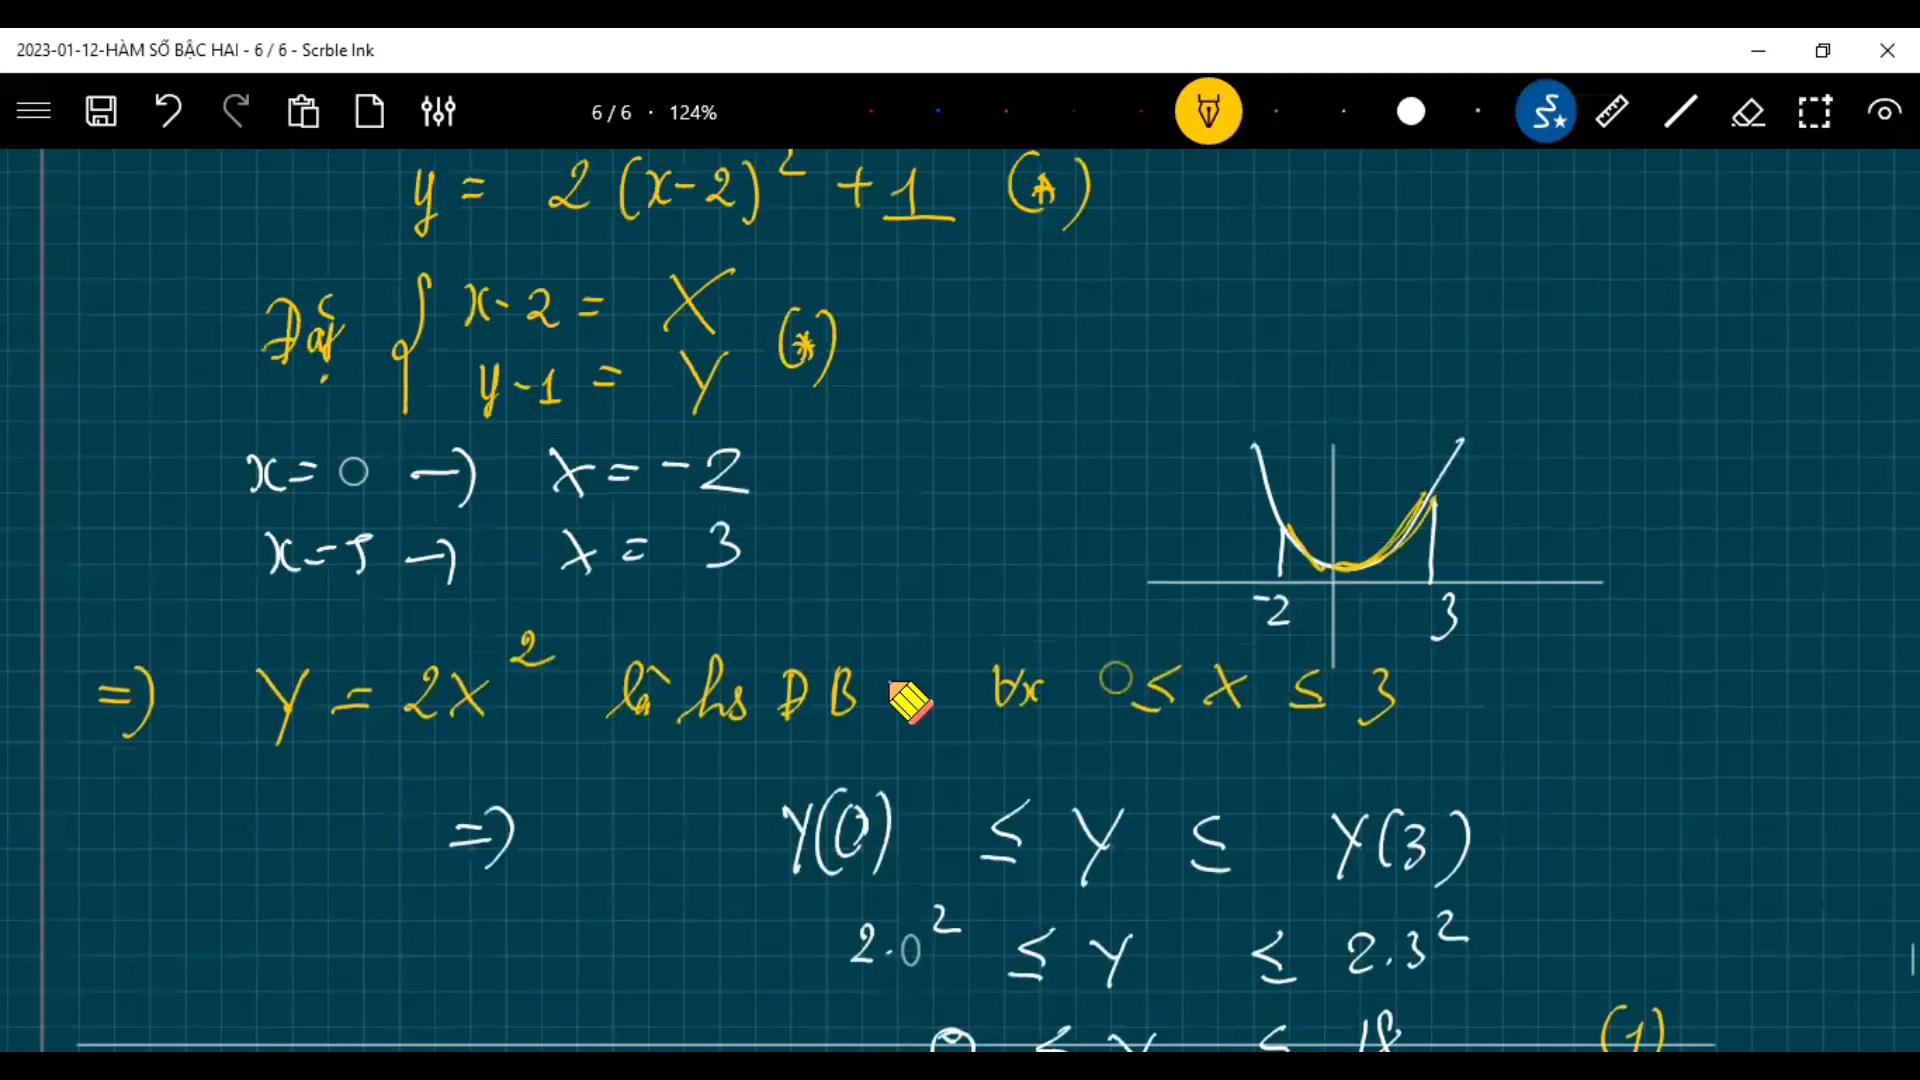 2023-01-12-HÀM SỐ BẬC HAI - 6 / 6 - Scrble Ink
6 / 6 · 124%
y = 2(x-2)² + 1 (*)
Đặt { x-2 = X
y-1 = Y (*)
x = 0 → X = -2
x = 5 → X = 3
-2 3
=> Y = 2X² là hs ĐB ∀x 0 ≤ X ≤ 3
=> Y(0) ≤ Y ≤ Y(3)
2.0² ≤ Y ≤ 2.3²
0 ≤ Y ≤ 18 (1)